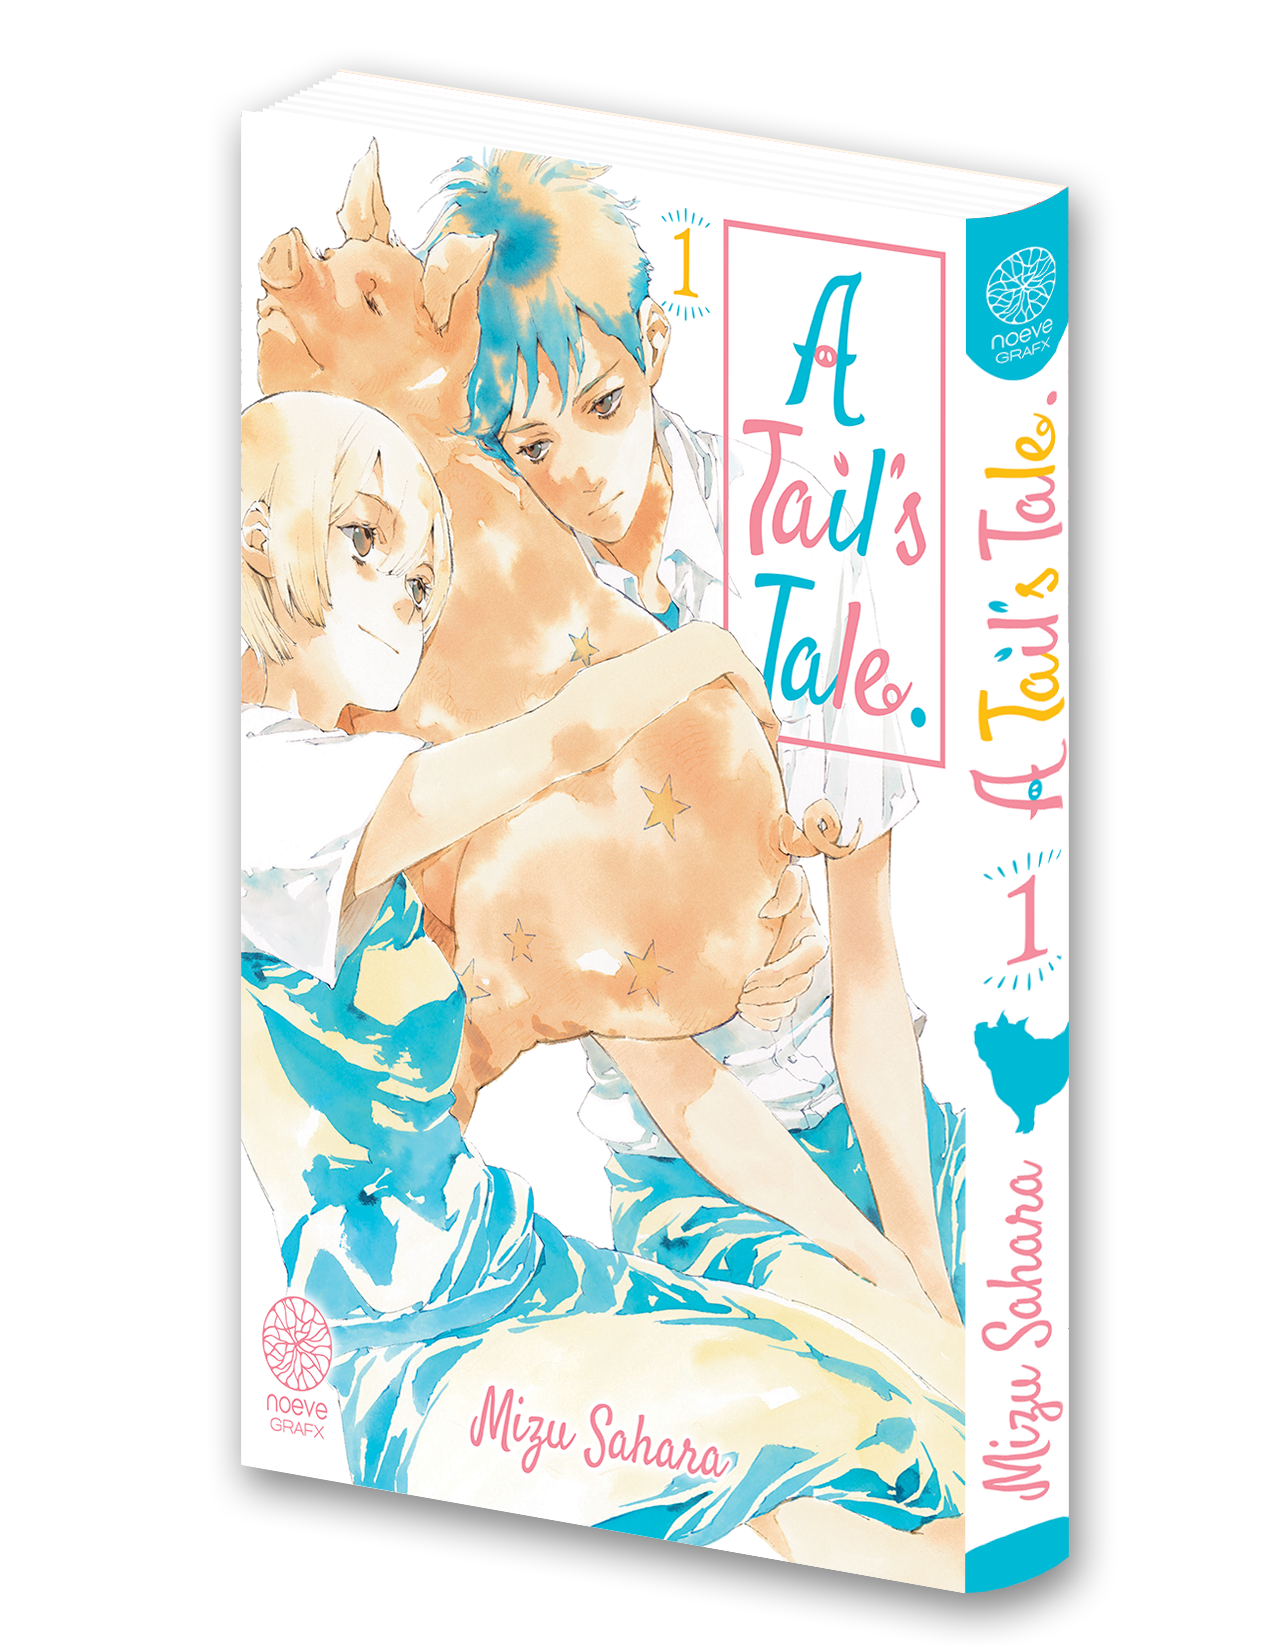 1
A
Tail's
Tale.
noeve
GRAFX
Mizu Sahara
noeve
GRAFX
A Tail's Tale.
1
Mizu Sahara